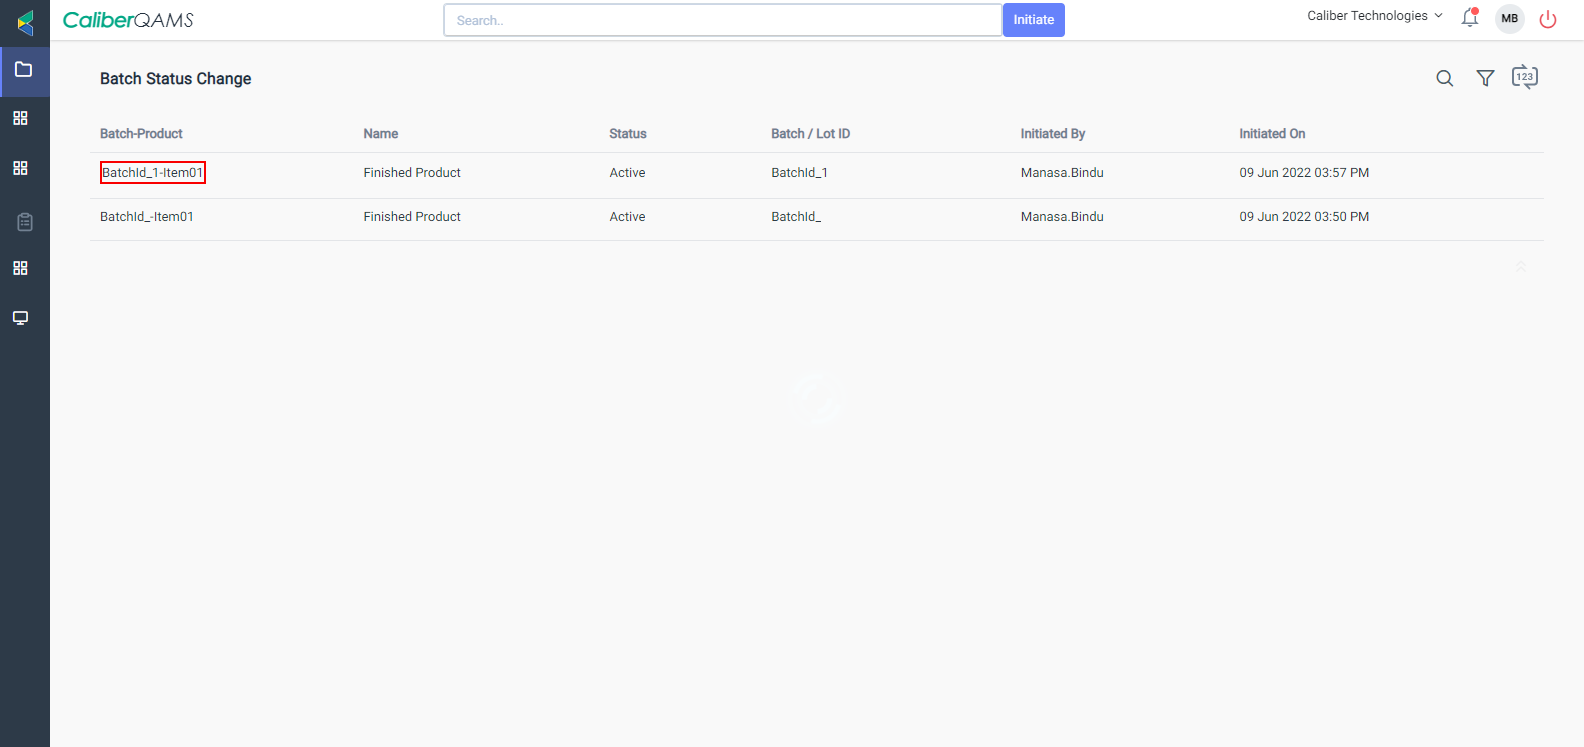 CaliberQAMS
Search..
Initiate
Caliber Technologies
MB
Batch Status Change
123
Batch-Product Name Status Batch / Lot ID Initiated By Initiated On
BatchId_1-Item01 Finished Product Active BatchId_1 Manasa.Bindu 09 Jun 2022 03:57 PM
BatchId_-Item01 Finished Product Active BatchId_ Manasa.Bindu 09 Jun 2022 03:50 PM